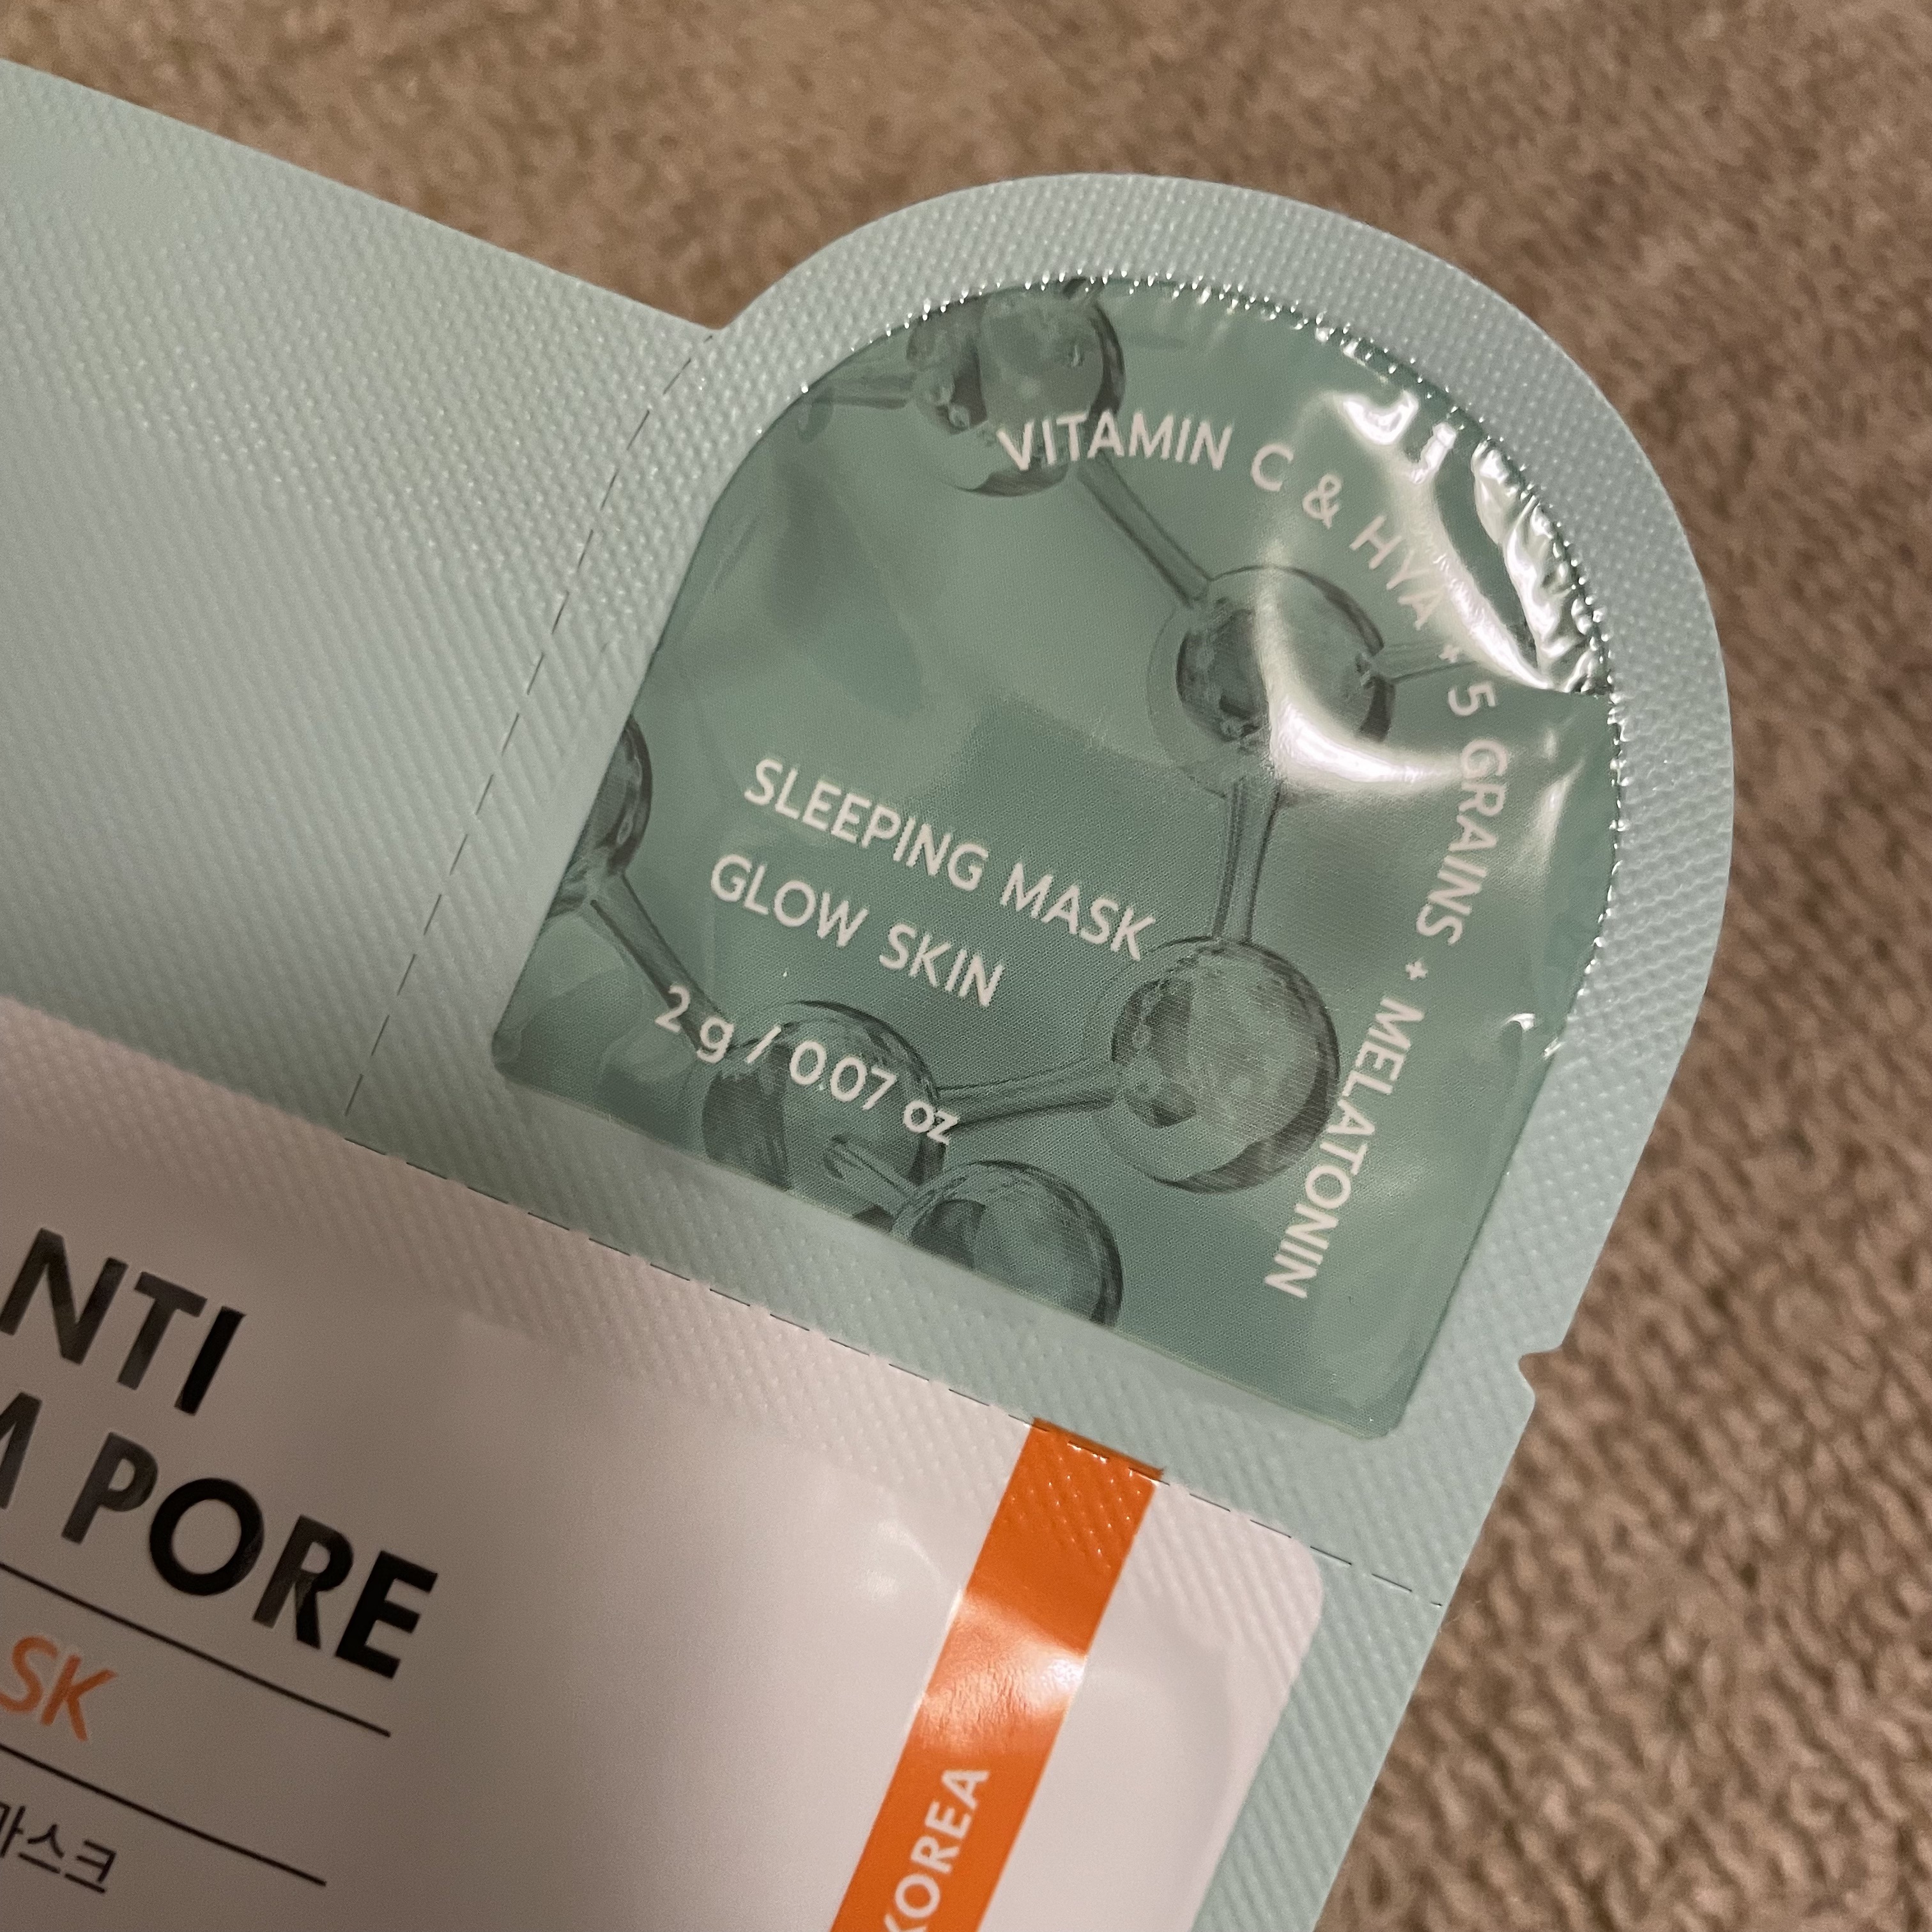 VITAMIN C & HYA + 5 GRAINS + MELATONIIN
SLEEPING MASK
GLOW SKIN
2 g / 0.07 oz
NTI
M PORE
SK
마스크
KOREA